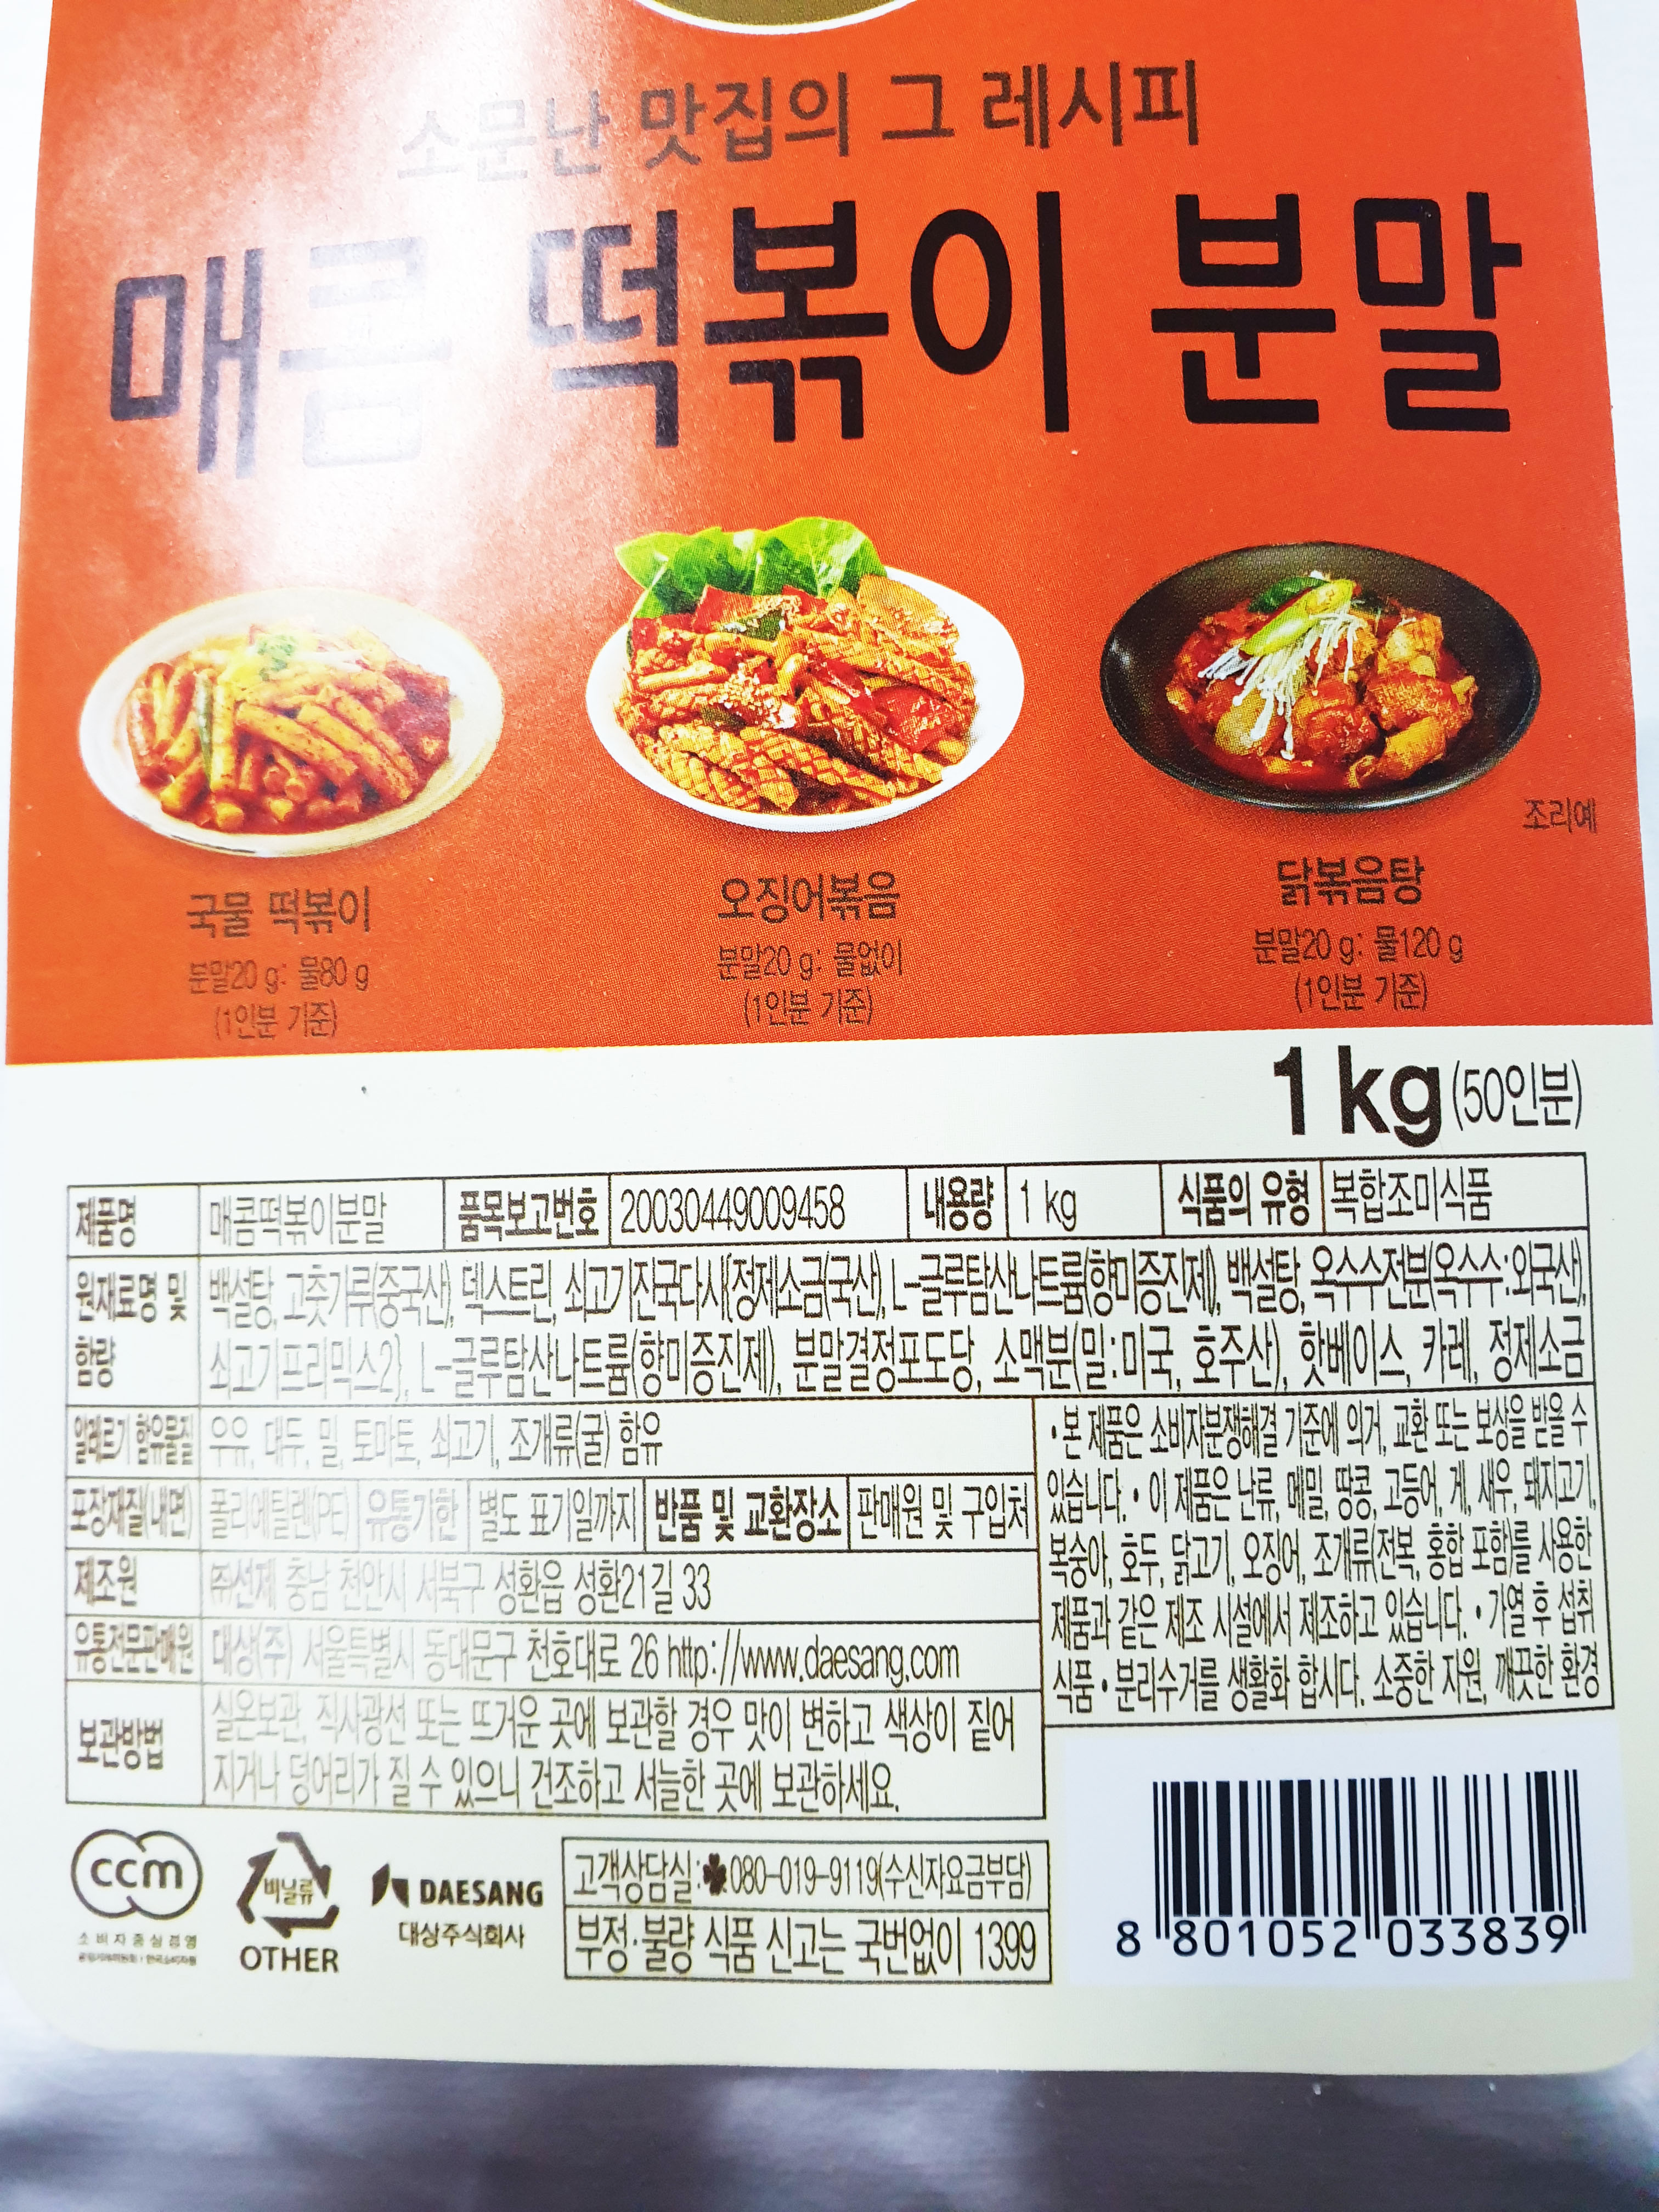 소문난 맛집의 그 레시피
매콤 떡볶이 분말
조리예
국물 떡볶이
분말20 g: 물80 g
(1인분 기준)
오징어볶음
분말20 g: 물없이
(1인분 기준)
닭볶음탕
분말20 g: 물120 g
(1인분 기준)
1 kg (50인분)
제품명 매콤떡볶이분말 품목보고번호 20030449009458 내용량 1 kg 식품의 유형 복합조미식품
원재료명 및 함량
백설탕, 고춧가루(중국산), 덱스트린, 쇠고기진국다시{정제소금(국산), L-글루탐산나트륨(향미증진제), 백설탕, 옥수수전분(옥수수:외국산),
쇠고기프리믹스2}, L-글루탐산나트륨(향미증진제), 분말결정포도당, 소맥분(밀:미국, 호주산), 핫베이스, 카레, 정제소금
알레르기 함유물질 우유, 대두, 밀, 토마토, 쇠고기, 조개류(굴) 함유
포장재질(내면) 폴리에틸렌(PE) 유통기한 별도 표기일까지 반품 및 교환장소 판매원 및 구입처
제조원 ㈜선제 충남 천안시 서북구 성환읍 성환21길 33
유통전문판매원 대상(주) 서울특별시 동대문구 천호대로 26 http://www.daesang.com
보관방법
실온보관, 직사광선 또는 뜨거운 곳에 보관할 경우 맛이 변하고 색상이 짙어
지거나 덩어리가 질 수 있으니 건조하고 서늘한 곳에 보관하세요.
•본 제품은 소비자분쟁해결 기준에 의거, 교환 또는 보상을 받을 수
있습니다. •이 제품은 난류, 메밀, 땅콩, 고등어, 게, 새우, 돼지고기,
복숭아, 호두, 닭고기, 오징어, 조개류(전복, 홍합 포함)를 사용한
제품과 같은 제조 시설에서 제조하고 있습니다. •가열 후 섭취
식품 •분리수거를 생활화 합시다. 소중한 자원, 깨끗한 환경
ccm
소비자중심경영
공정거래위원회 | 한국소비자원
비닐류
OTHER
DAESANG
대상주식회사
고객상담실:080-019-9119(수신자요금부담)
부정·불량 식품 신고는 국번없이 1399
8 801052 033839